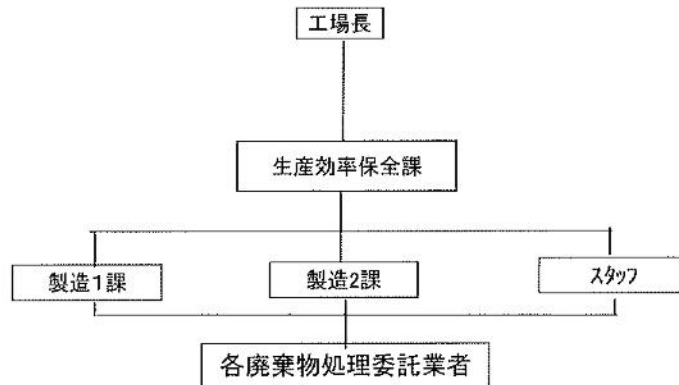 工場長
生産効率保全課
製造1課
製造2課
スタッフ
各廃棄物処理委託業者